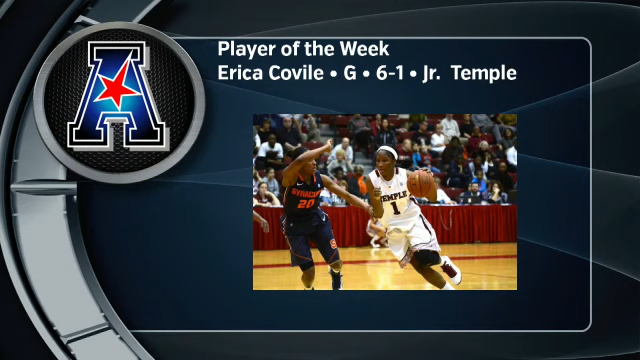 Player of the Week
Erica Covile • G • 6-1 • Jr.  Temple
SYRACUSE
20
TEMPLE
1